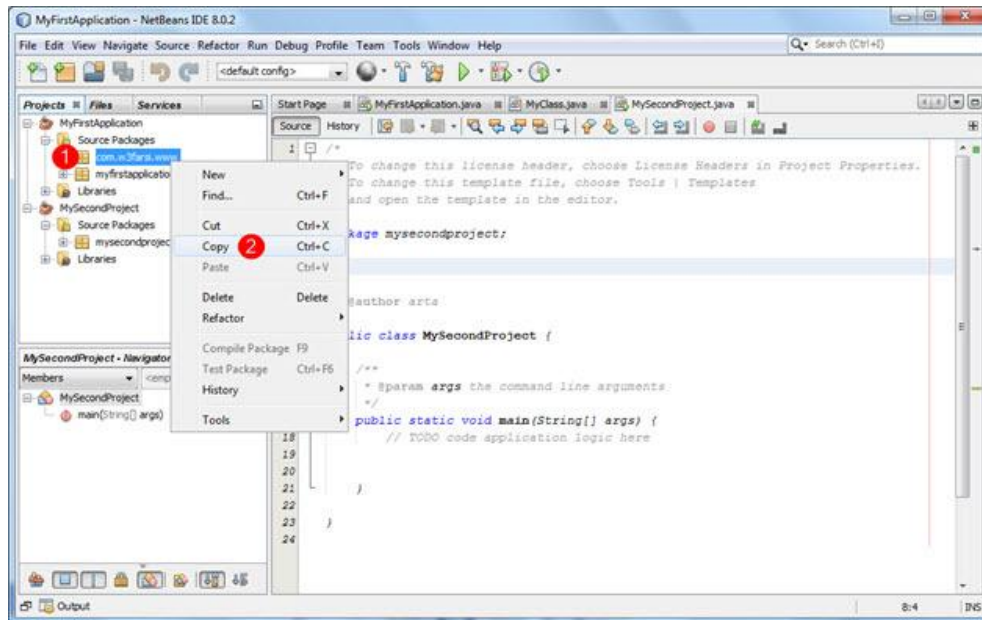 MyFirstApplication - NetBeans IDE 8.0.2
File Edit View Navigate Source Refactor Run Debug Profile Team Tools Window Help
Search (Ctrl+I)
<default config>
Projects Files Services
Start Page MyFirstApplication.java MyClass.java MySecondProject.java
Source History
MyFirstApplication
Source Packages
1 com.w3farsi.www
myfirstapplicatio
Libraries
MySecondProject
Source Packages
mysecondprojec
Libraries
New
Find... Ctrl+F
Cut Ctrl+X
Copy 2 Ctrl+C
Paste Ctrl+V
Delete Delete
Refactor
Compile Package F9
Test Package Ctrl+F6
History
Tools
1 /*
To change this license header, choose License Headers in Project Properties.
To change this template file, choose Tools | Templates
and open the template in the editor.
kage mysecondproject;
@author arts
lic class MySecondProject {
/**
* @param args the command line arguments
*/
public static void main(String[] args) {
18 // TODO code application logic here
19
20
21 }
22
23 }
24
MySecondProject - Navigator
Members
MySecondProject
main(String[] args)
Output
8:4 INS